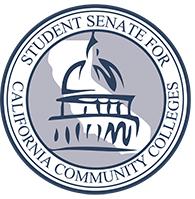 STUDENT SENATE FOR
CALIFORNIA COMMUNITY COLLEGES